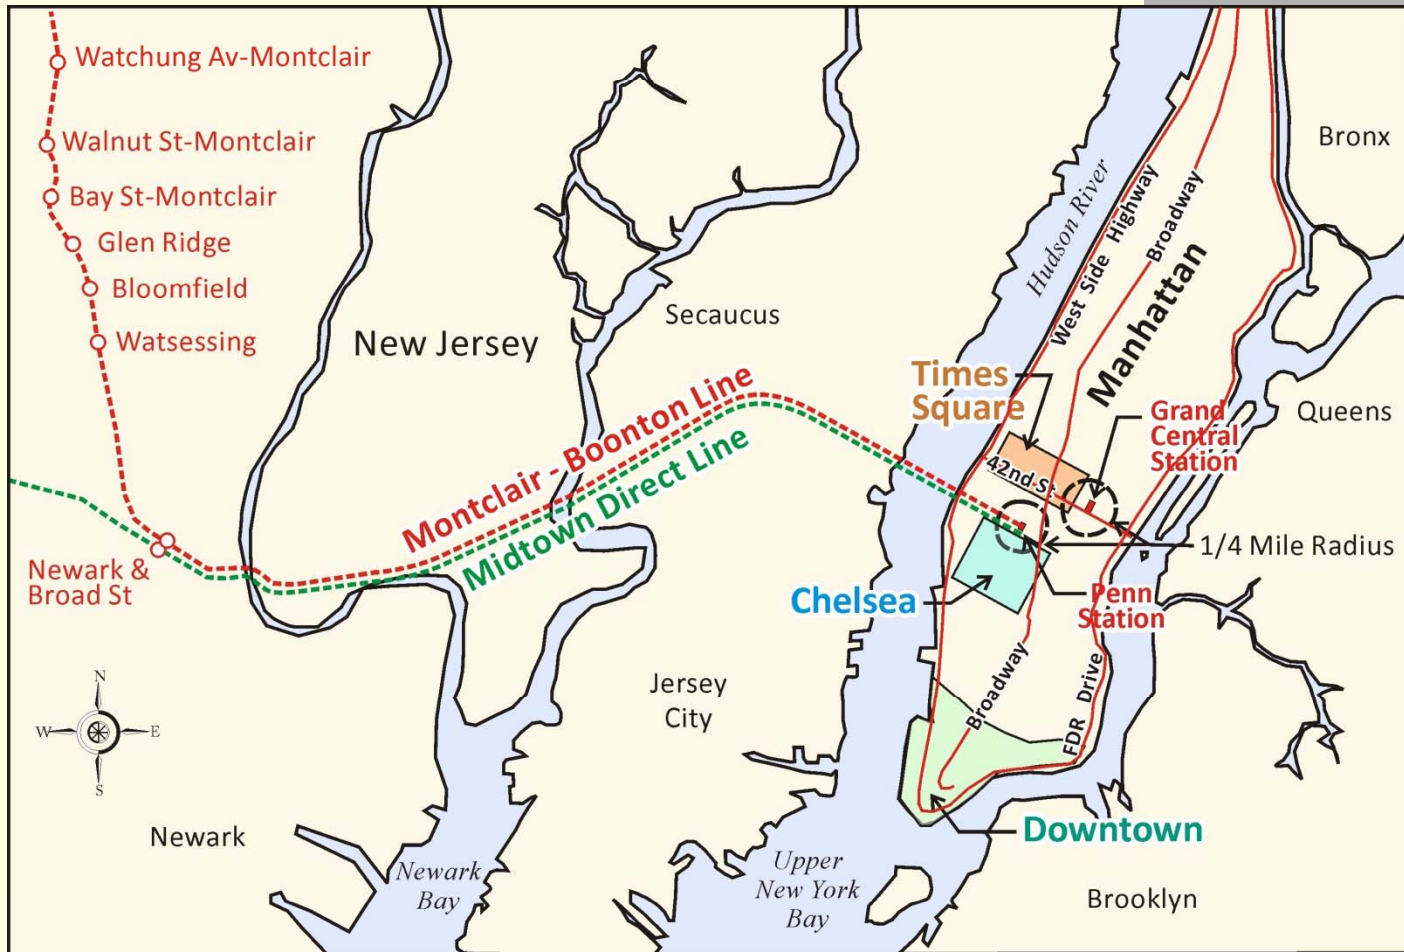 Watchung Av-Montclair
Walnut St-Montclair
Bay St-Montclair
Glen Ridge
Bloomfield
Watsessing
Newark &
Broad St
New Jersey
Secaucus
Montclair - Boonton Line
Midtown Direct Line
Hudson River
West Side Highway
Broadway
Manhattan
Bronx
Times
Square
42nd St
Grand
Central
Station
Queens
1/4 Mile Radius
Chelsea
Penn
Station
Broadway
FDR Drive
Jersey
City
N
W
E
S
Newark
Newark
Bay
Upper
New York
Bay
Downtown
Brooklyn